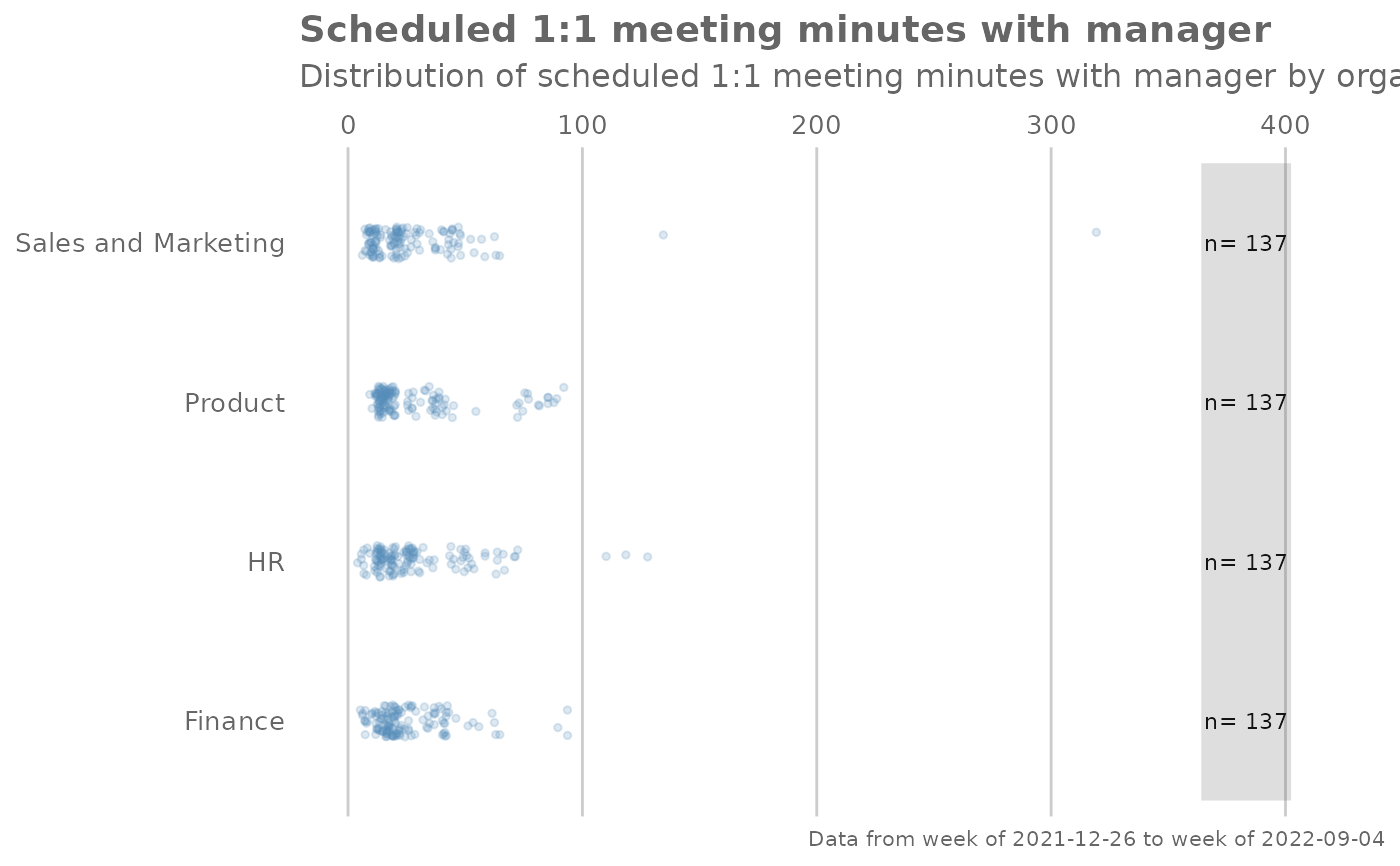 Scheduled 1:1 meeting minutes with manager
Distribution of scheduled 1:1 meeting minutes with manager by orga
0 100 200 300 400
Sales and Marketing n= 137
Product n= 137
HR n= 137
Finance n= 137
Data from week of 2021-12-26 to week of 2022-09-04